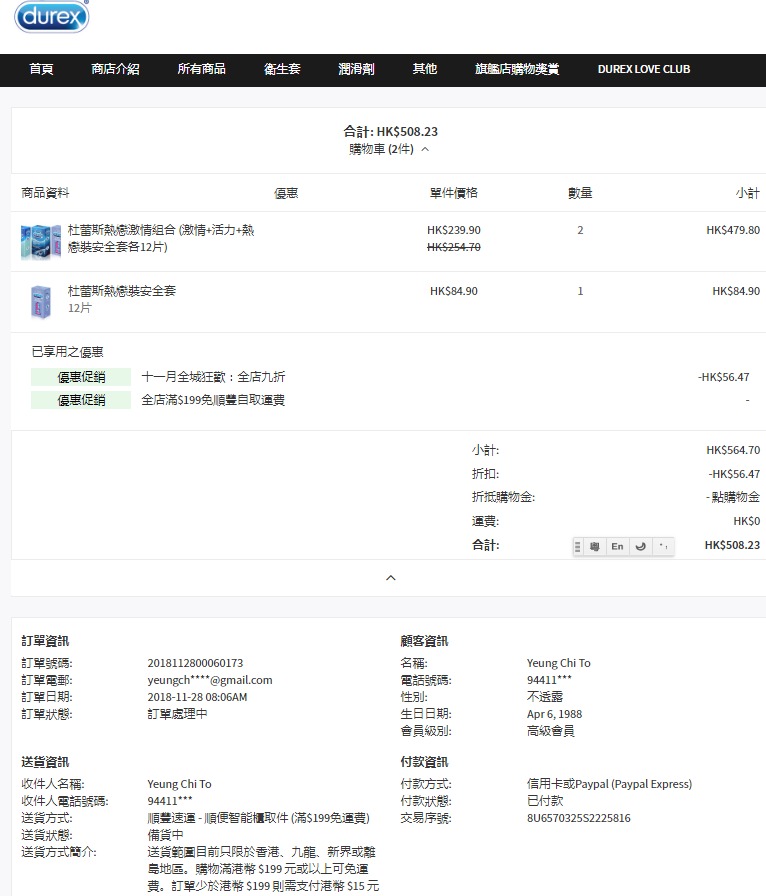 durex
首頁 商店介紹 所有商品 衛生套 潤滑劑 其他 旗艦店購物獎賞 DUREX LOVE CLUB
合計: HK$508.23
購物車 (2件)
商品資料 優惠 單件價格 數量 小計
杜蕾斯熱戀激情組合 (激情+活力+熱 HK$239.90 2 HK$479.80
戀裝安全套各12片) HK$254.70
杜蕾斯熱戀裝安全套 HK$84.90 1 HK$84.90
12片
已享用之優惠
優惠促銷 十一月全城狂歡：全店九折 -HK$56.47
優惠促銷 全店滿$199免順豐自取運費 -
小計: HK$564.70
折扣: -HK$56.47
折抵購物金: - 點購物金
運費: HK$0
合計: 粵 En HK$508.23
訂單資訊
訂單號碼: 2018112800060173
訂單電郵: yeungch****@gmail.com
訂單日期: 2018-11-28 08:06AM
訂單狀態: 訂單處理中
顧客資訊
名稱: Yeung Chi To
電話號碼: 94411***
性別: 不透露
生日日期: Apr 6, 1988
會員級別: 高級會員
送貨資訊
收件人名稱: Yeung Chi To
收件人電話號碼: 94411***
送貨方式: 順豐速運 - 順便智能櫃取件 (滿$199免運費)
送貨狀態: 備貨中
送貨方式簡介: 送貨範圍目前只限於香港、九龍、新界或離
島地區。購物滿港幣 $199 元或以上可免運
費。訂單少於港幣 $199 則需支付港幣 $15 元
付款資訊
付款方式: 信用卡或Paypal (Paypal Express)
付款狀態: 已付款
交易序號: 8U6570325S2225816